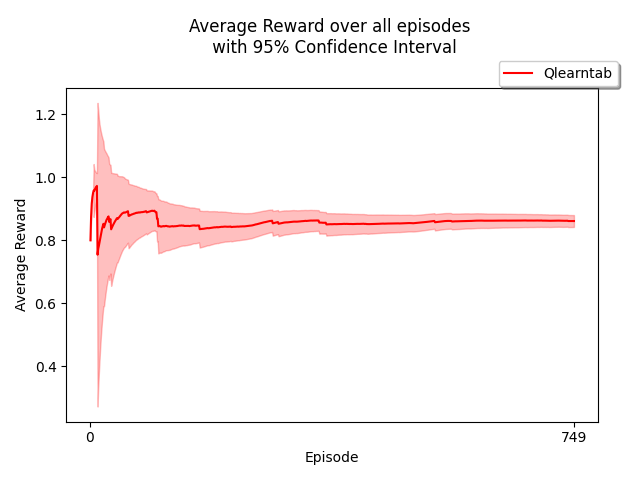 Average Reward over all episodes
with 95% Confidence Interval
Qlearntab
1.2
1.0
0.8
0.6
0.4
Average Reward
0
749
Episode